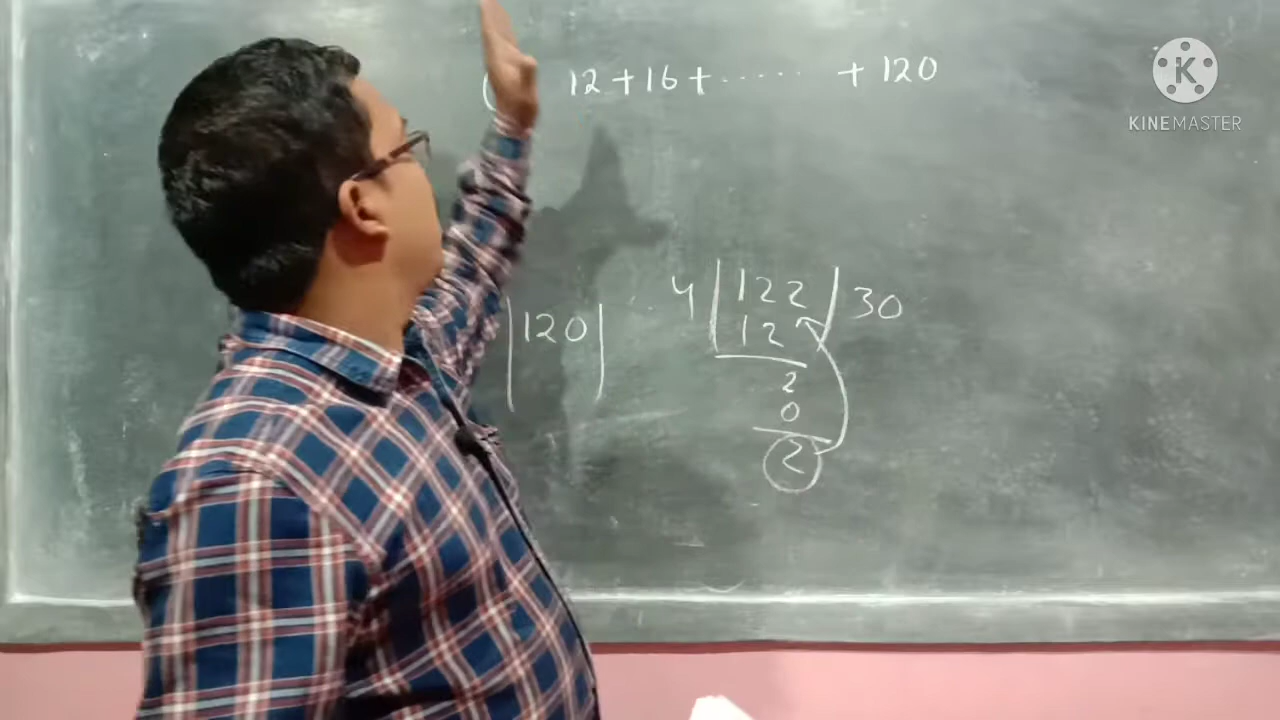 ( 12 + 16 + ...... + 120
K
KINEMASTER
4 | 122 | 30
|120|
12
2
0
2